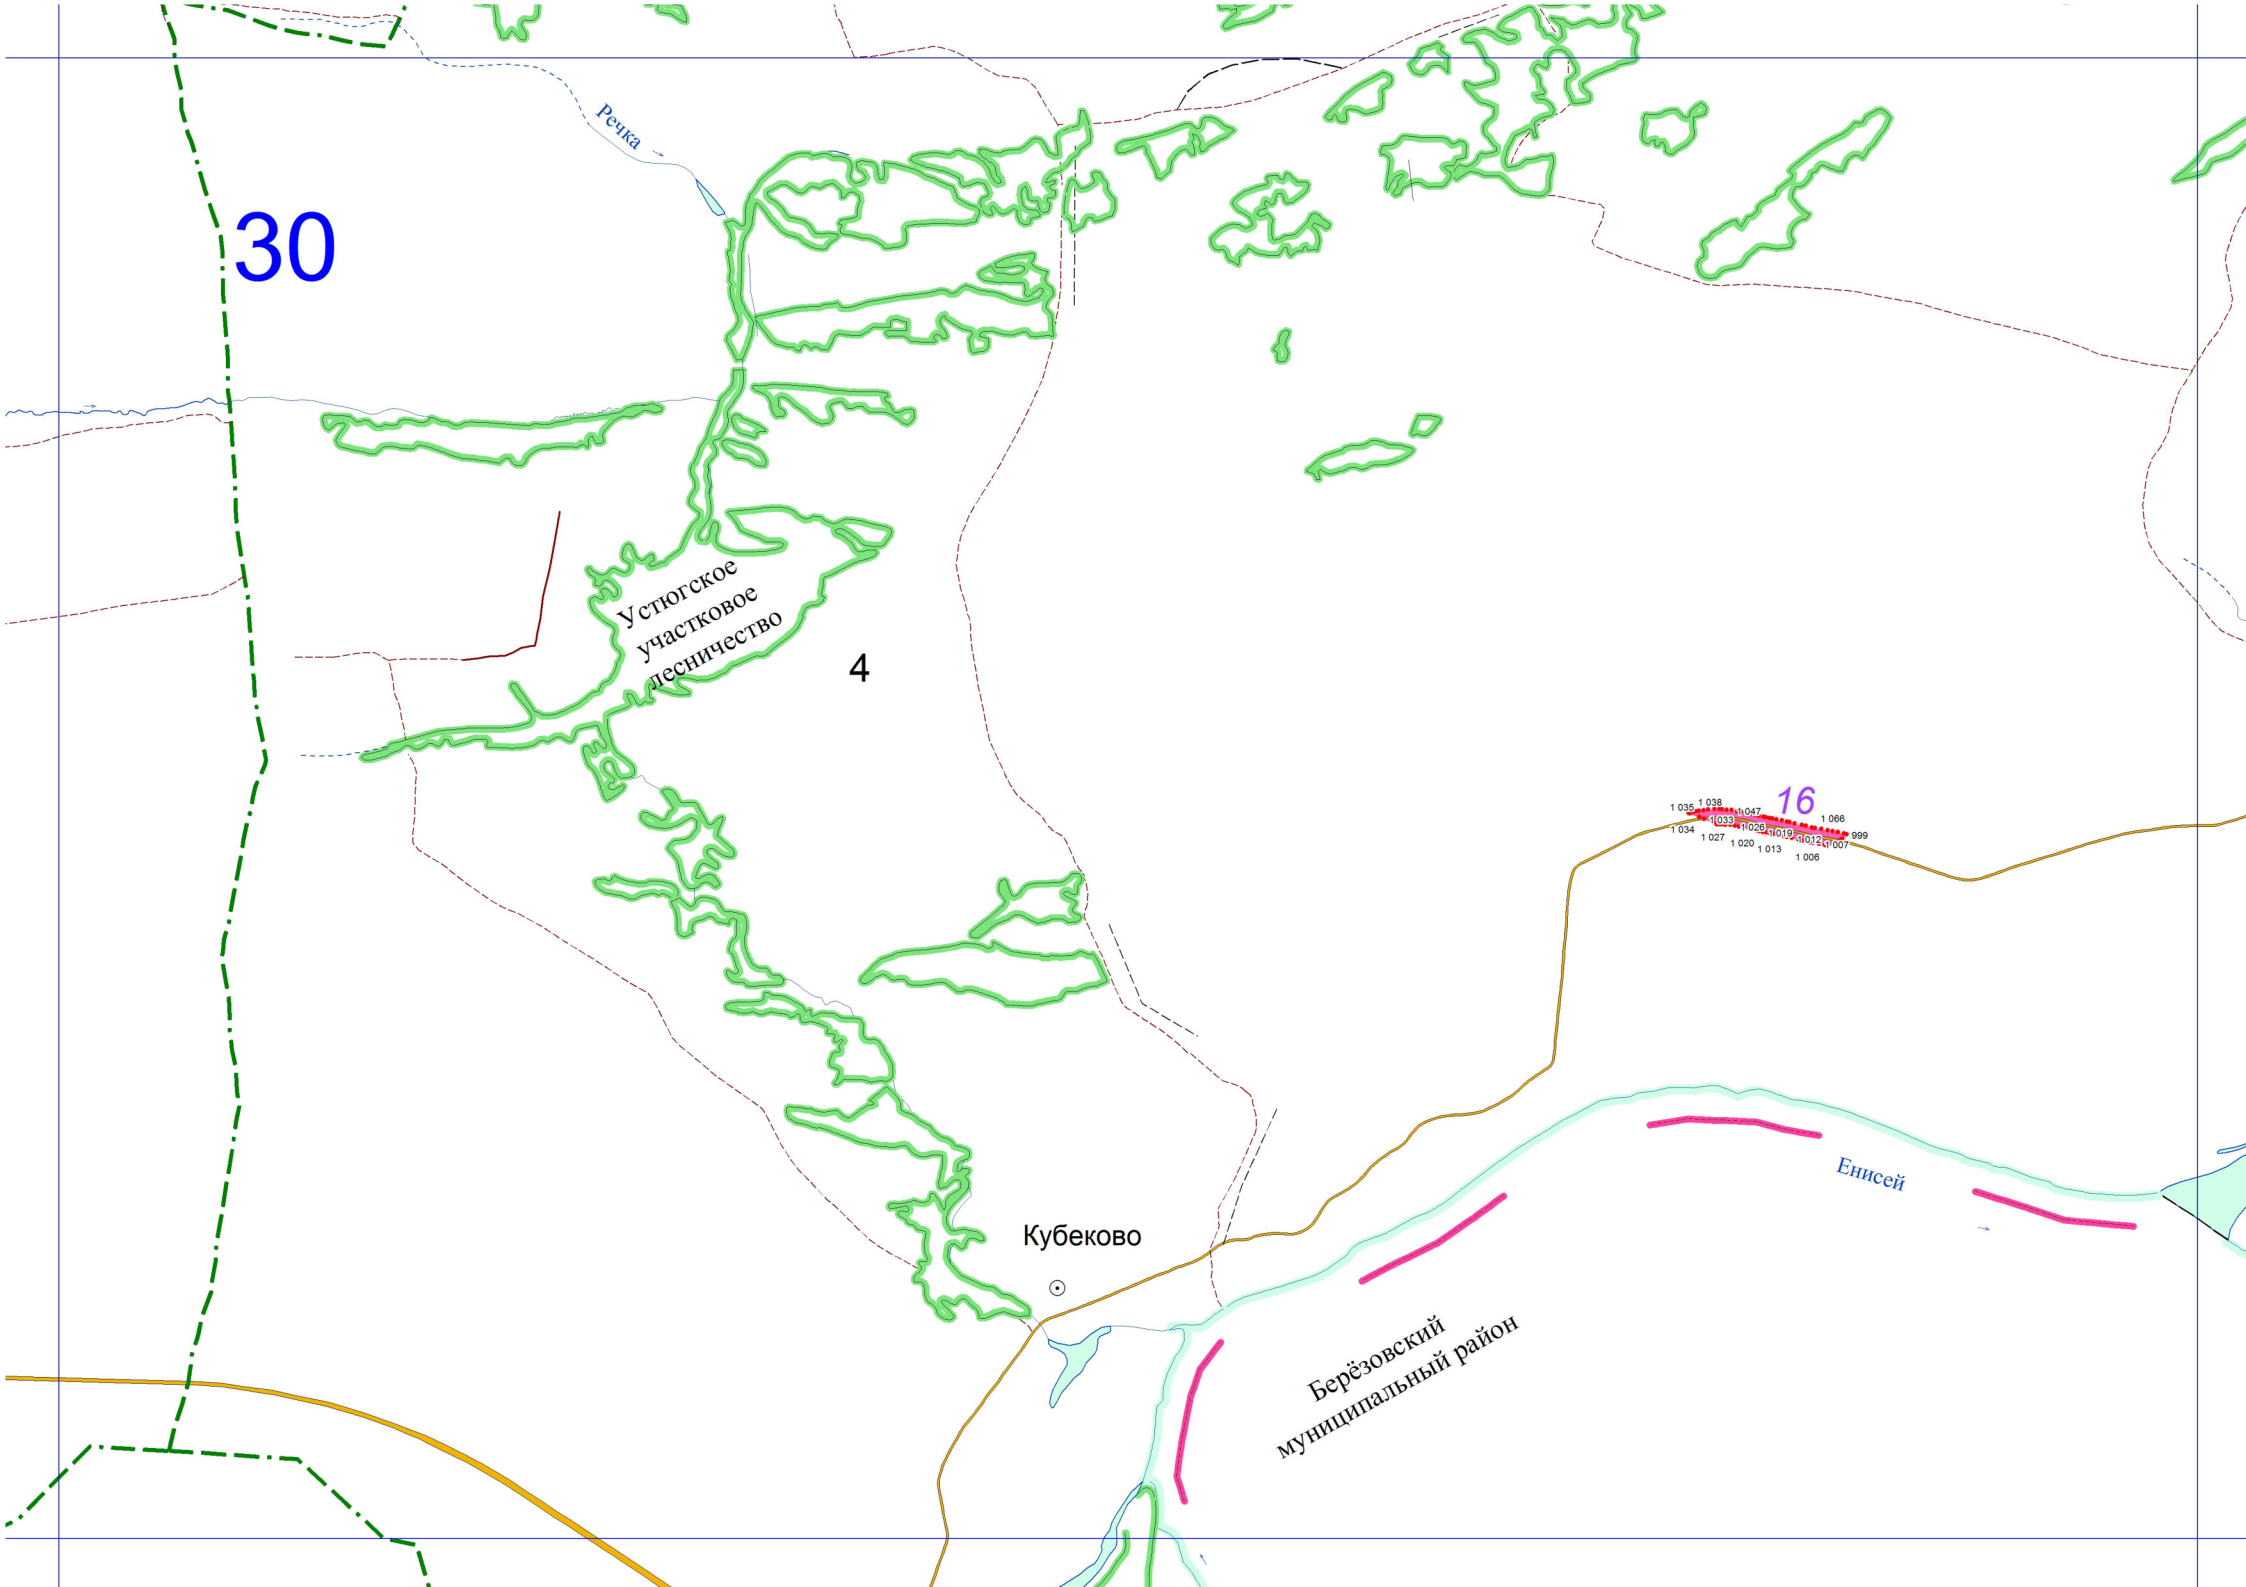 Речка
30
Устюгское
участковое
лесничество
4
16
1 035
1 038
1 047
1 066
1 034
1 033
1 026
1 019
1 012
1 007
999
1 027
1 020
1 013
1 006
Енисей
Кубеково
Берёзовский
муниципальный район